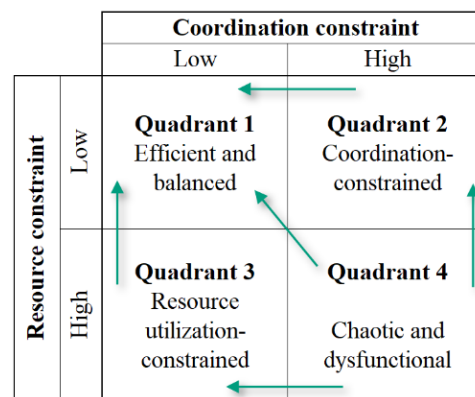 Coordination constraint
Low
High
Resource constraint
Low
Quadrant 1
Efficient and
balanced
Quadrant 2
Coordination-
constrained
High
Quadrant 3
Resource
utilization-
constrained
Quadrant 4
Chaotic and
dysfunctional